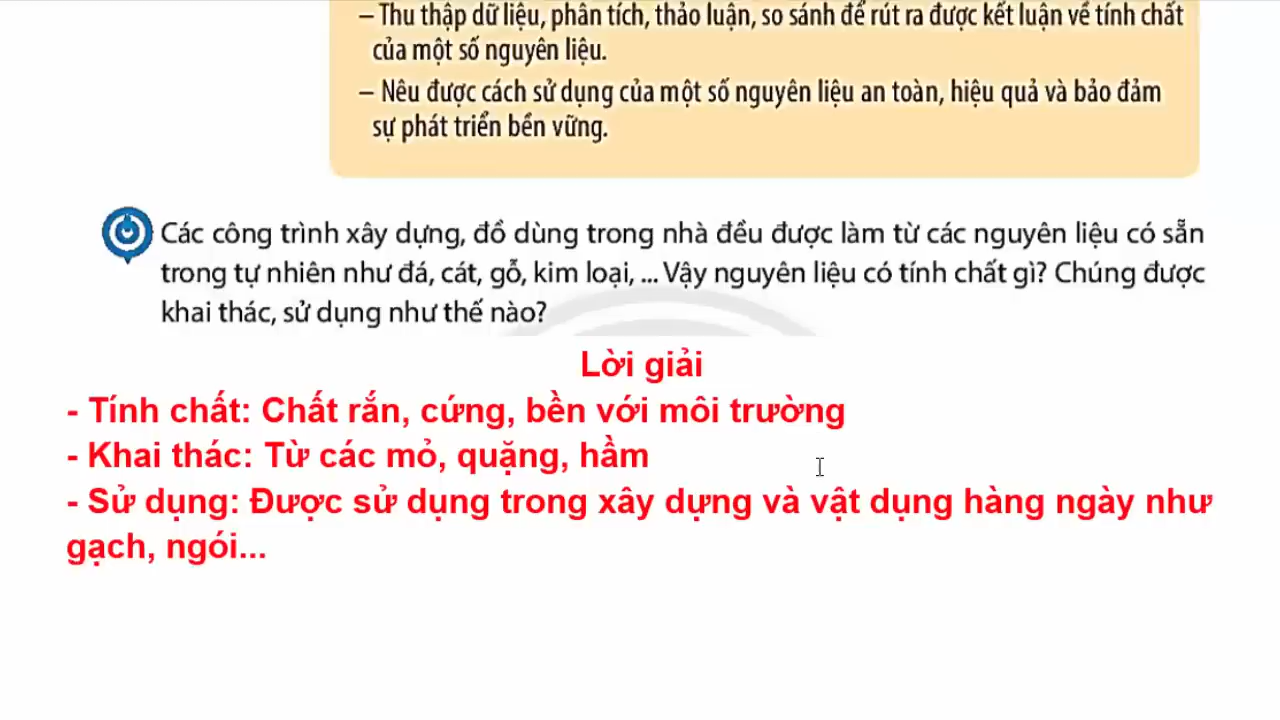 – Thu thập dữ liệu, phân tích, thảo luận, so sánh để rút ra được kết luận về tính chất
của một số nguyên liệu.
– Nêu được cách sử dụng của một số nguyên liệu an toàn, hiệu quả và bảo đảm
sự phát triển bền vững.
Các công trình xây dựng, đồ dùng trong nhà đều được làm từ các nguyên liệu có sẵn
trong tự nhiên như đá, cát, gỗ, kim loại, ... Vậy nguyên liệu có tính chất gì? Chúng được
khai thác, sử dụng như thế nào?
Lời giải
- Tính chất: Chất rắn, cứng, bền với môi trường
- Khai thác: Từ các mỏ, quặng, hầm
- Sử dụng: Được sử dụng trong xây dựng và vật dụng hàng ngày như
gạch, ngói...